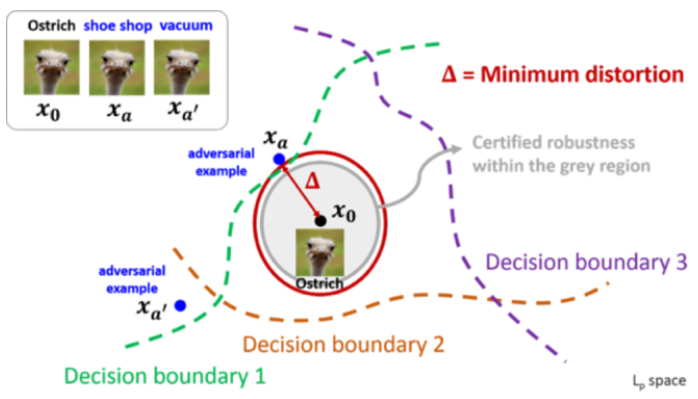 Ostrich shoe shop vacuum
x₀ xₐ xₐ′
Δ = Minimum distortion
xₐ
adversarial
example
Δ
Certified robustness
within the grey region
x₀
Ostrich
Decision boundary 3
adversarial
example
xₐ′
Decision boundary 2
Decision boundary 1
Lₚ space